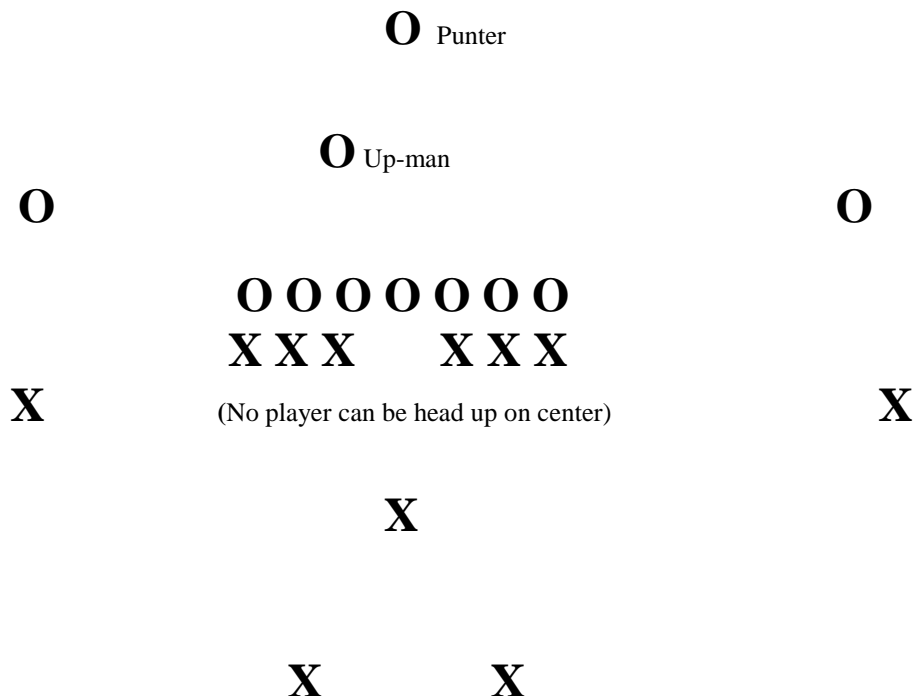 O Punter
O Up-man
O O
O O O O O O O
X X X X X X
X (No player can be head up on center) X
X
X X